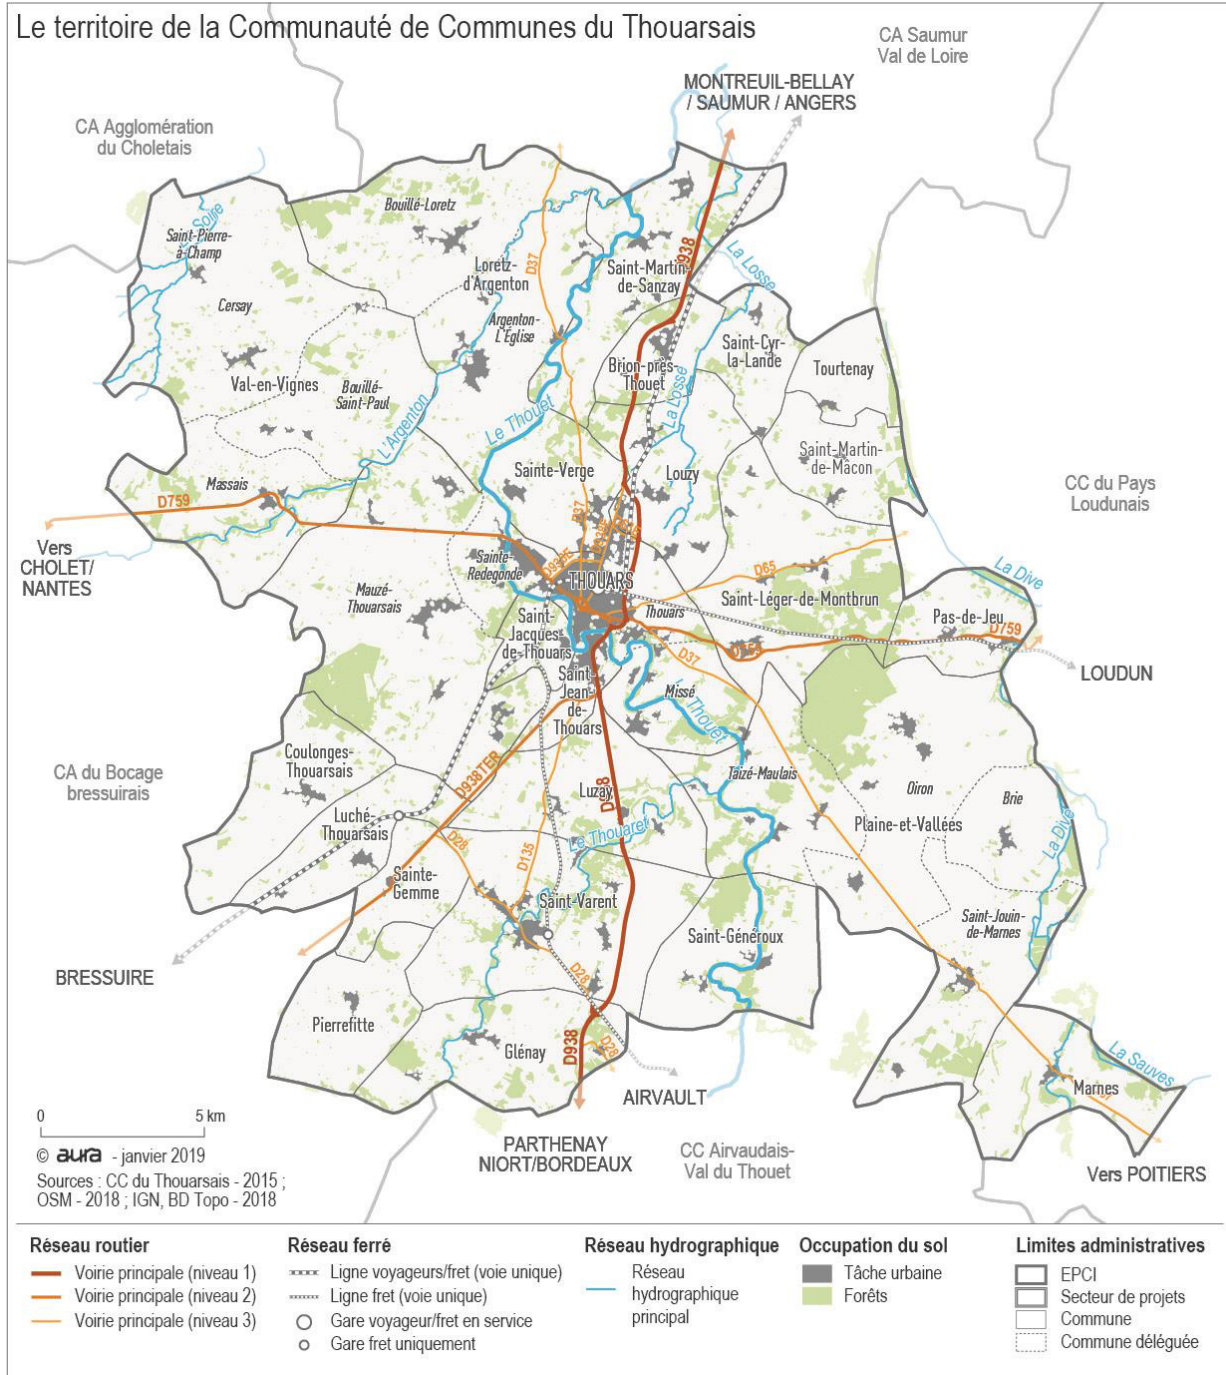 Le territoire de la Communauté de Communes du Thouarsais
CA Saumur
Val de Loire
MONTREUIL-BELLAY
/ SAUMUR / ANGERS
CA Agglomération
du Choletais
Bouillé-Loretz
Soire
Saint-Pierre-
à-Champ
Loretz-
d'Argenton
D37
Saint-Martin-
de-Sanzay
D938
La Losse
Cersay
Argenton-
L'Église
Saint-Cyr-
la-Lande
Tourtenay
Brion-près-
Thouet
Val-en-Vignes
Bouillé-
Saint-Paul
La Losse
L'Argenton
Le Thouet
Saint-Martin-
de-Mâcon
Sainte-Verge
Louzy
Massais
D759
D37
CC du Pays
Loudunais
Vers
CHOLET/
NANTES
Sainte-
Radegonde
THOUARS
D65
La Dive
Mauzé-
Thouarsais
Saint-Léger-de-Montbrun
Saint-
Jacques-
de-Thouars
Thouars
Pas-de-Jeu
D759
D759
D37
LOUDUN
Saint-
Jean-
de-
Thouars
Missé
Le Thouet
Coulonges-
Thouarsais
CA du Bocage
bressuirais
D938TER
Taizé-Maulais
Luzay
D938
Oiron
Brie
Luché-
Thouarsais
Le Thouaret
Plaine-et-Vallées
La Dive
D28
D135
Sainte-
Gemme
Saint-Varent
Saint-Jouin-
de-Marnes
Saint-Généroux
BRESSUIRE
D28
Pierrefitte
Glénay
D938
D28
La Sauves
Marnes
AIRVAULT
0 5 km
PARTHENAY
NIORT/BORDEAUX
CC Airvaudais-
Val du Thouet
Vers POITIERS
© aura - janvier 2019
Sources : CC du Thouarsais - 2015 ;
OSM - 2018 ; IGN, BD Topo - 2018
Réseau routier
Voirie principale (niveau 1)
Voirie principale (niveau 2)
Voirie principale (niveau 3)
Réseau ferré
Ligne voyageurs/fret (voie unique)
Ligne fret (voie unique)
Gare voyageur/fret en service
Gare fret uniquement
Réseau hydrographique
Réseau
hydrographique
principal
Occupation du sol
Tâche urbaine
Forêts
Limites administratives
EPCI
Secteur de projets
Commune
Commune déléguée